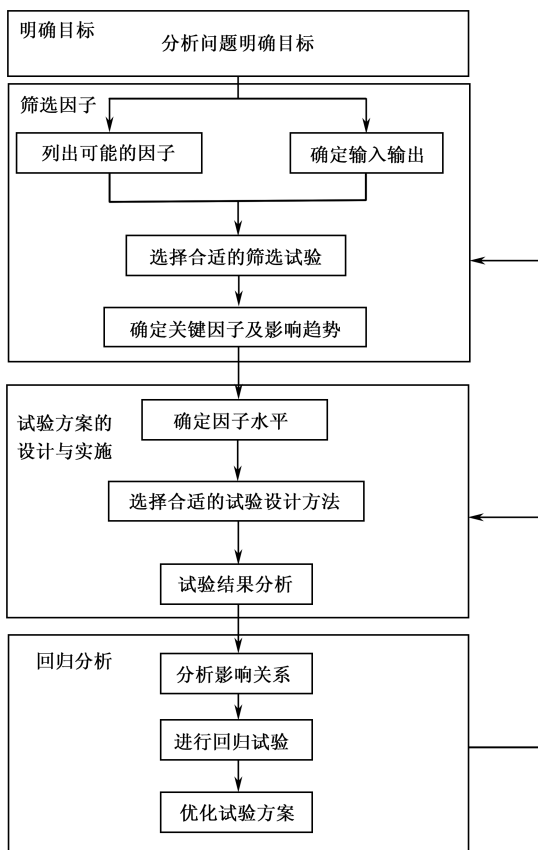 明确目标
分析问题明确目标
筛选因子
列出可能的因子
确定输入输出
选择合适的筛选试验
确定关键因子及影响趋势
试验方案的
设计与实施
确定因子水平
选择合适的试验设计方法
试验结果分析
回归分析
分析影响关系
进行回归试验
优化试验方案